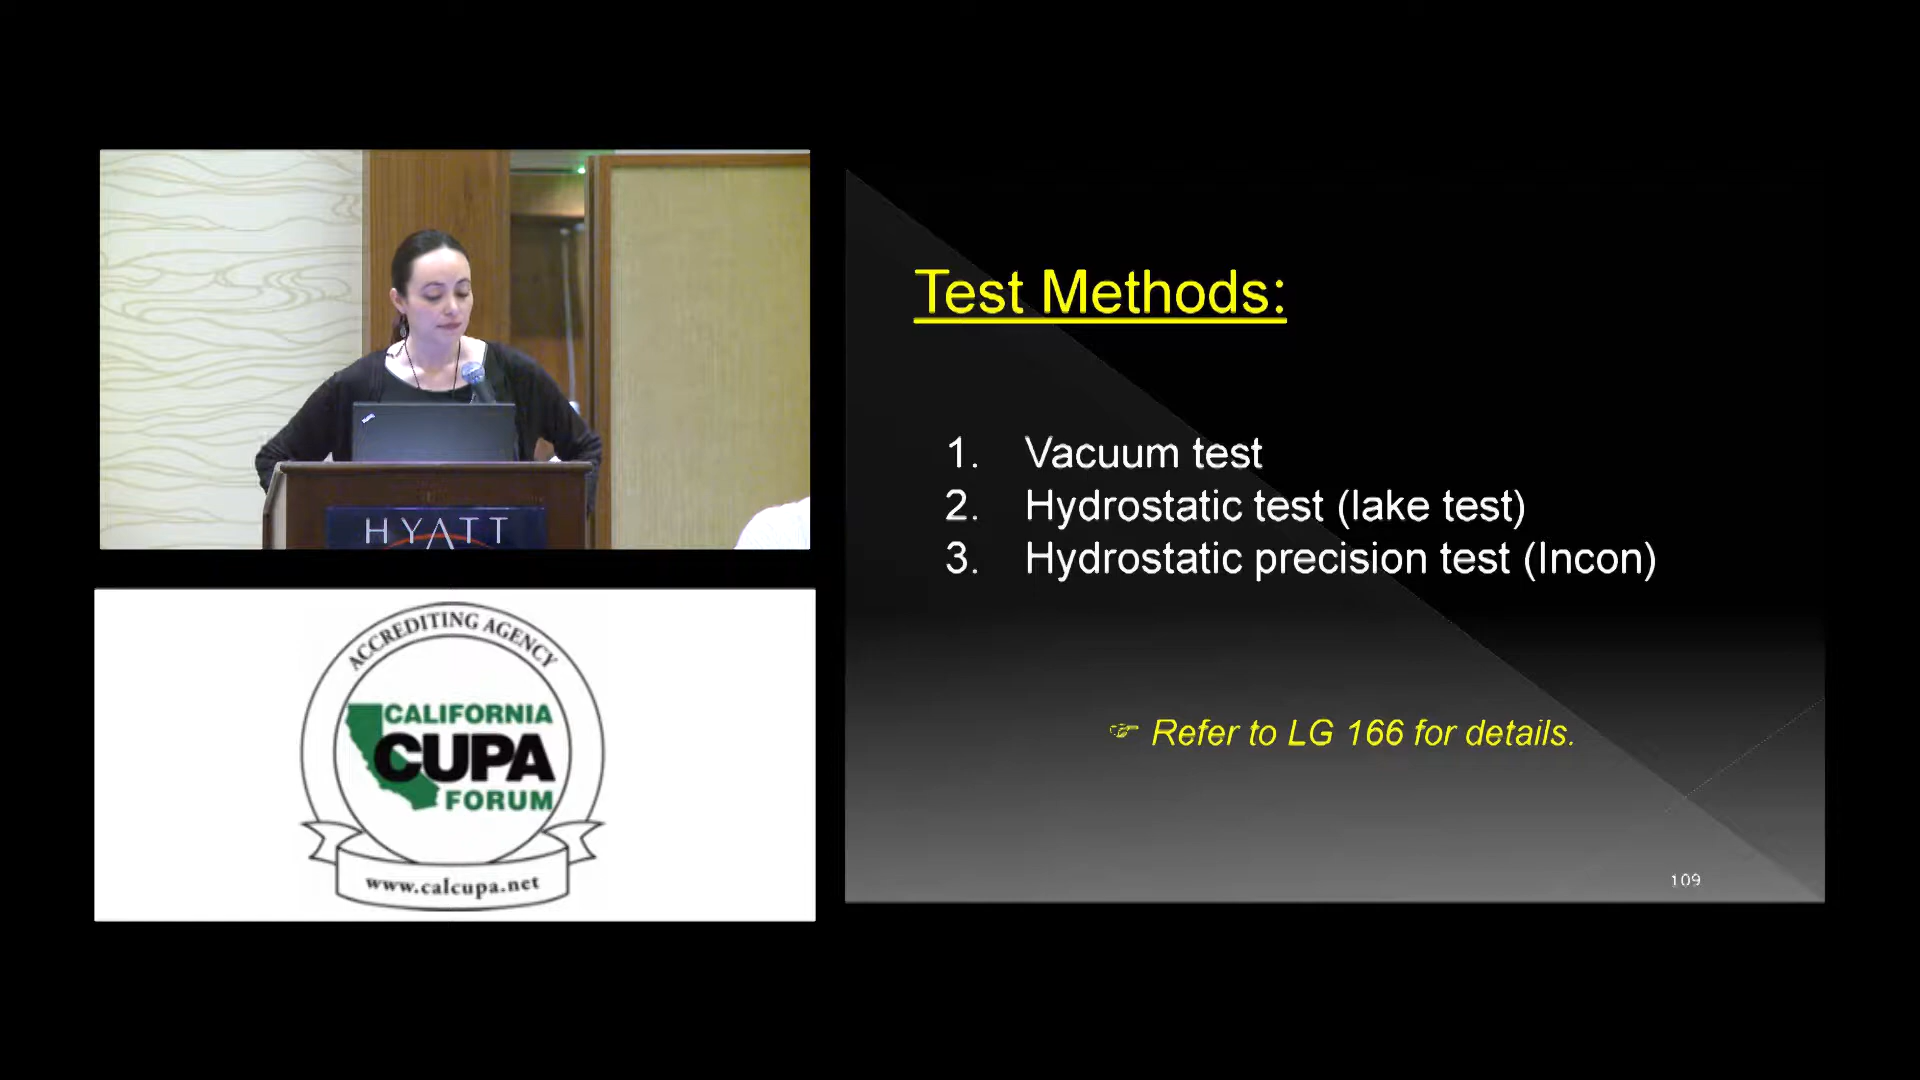 HYATT
ACCREDITING AGENCY
CALIFORNIA
CUPA
FORUM
www.calcupa.net
Test Methods:
1. Vacuum test
2. Hydrostatic test (lake test)
3. Hydrostatic precision test (Incon)
☞ Refer to LG 166 for details.
109